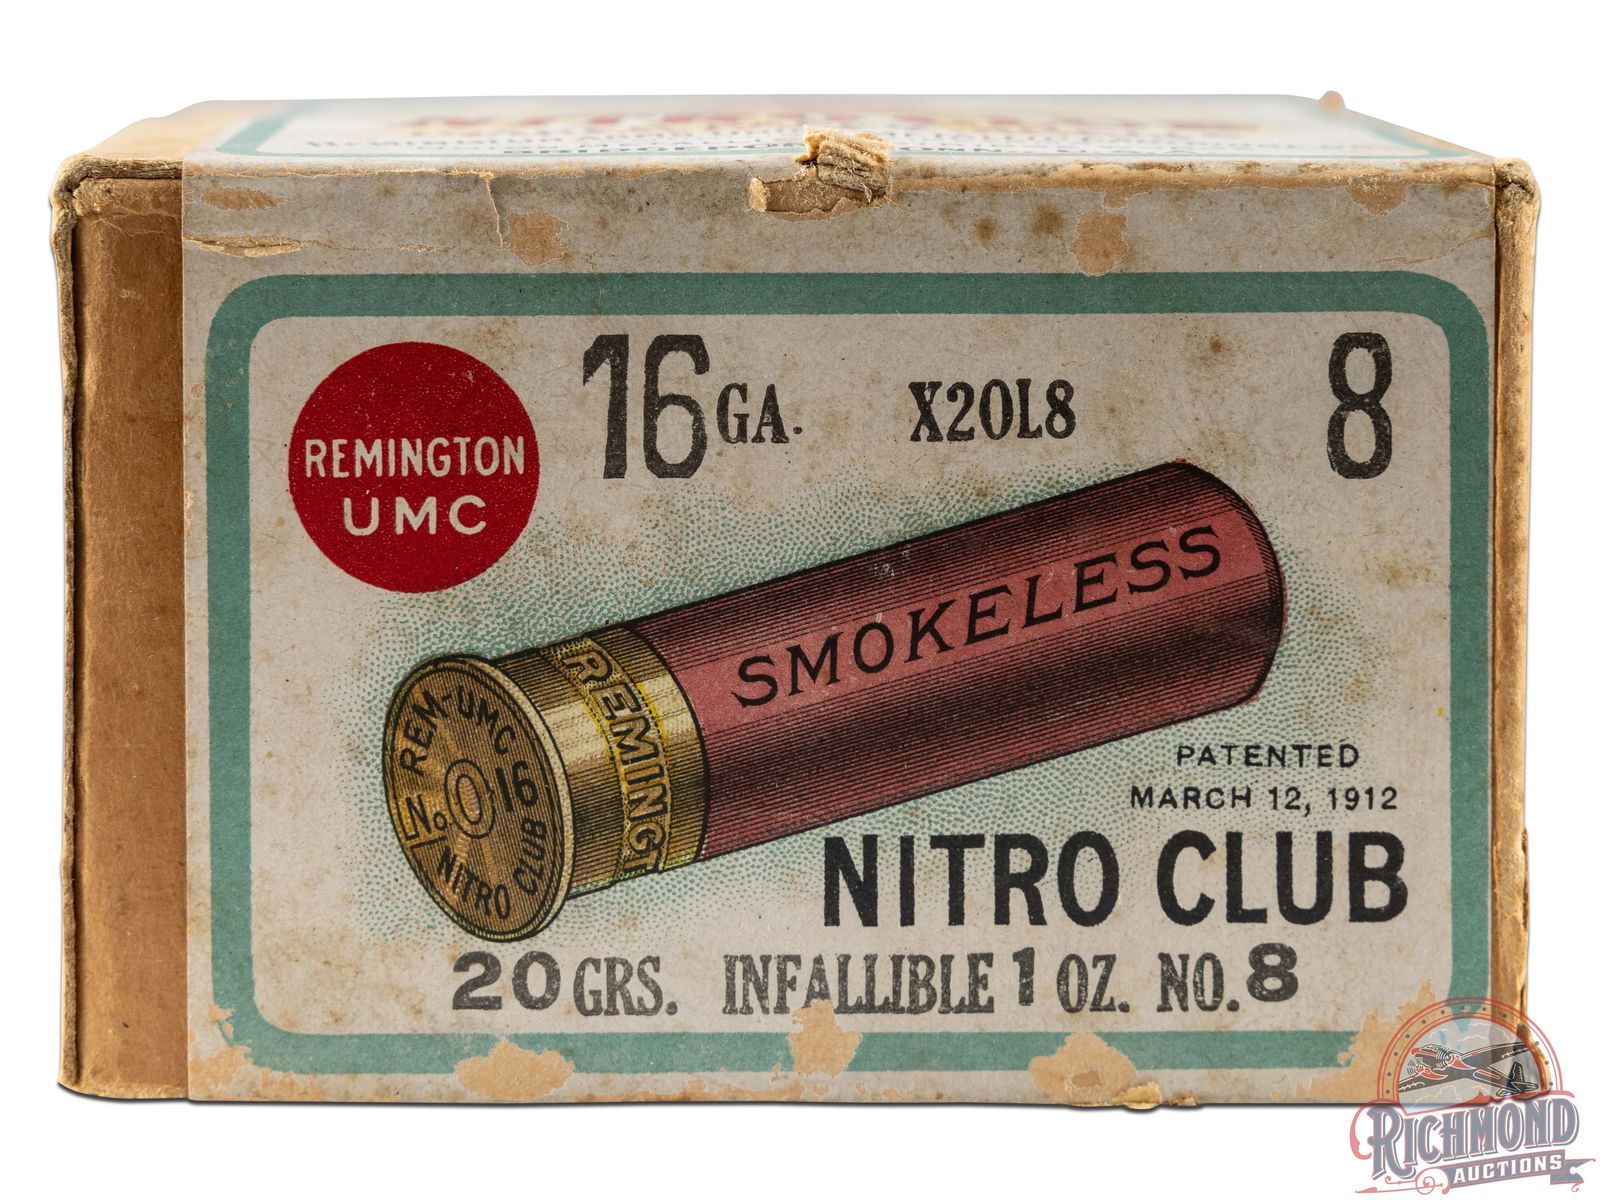 REMINGTON
UMC
16 GA. X20L8 8
SMOKELESS
REMINGT
REM-UMC
No 16
NITRO CLUB
PATENTED
MARCH 12, 1912
NITRO CLUB
20 GRS. INFALLIBLE 1 OZ. NO. 8
RICHMOND
AUCTIONS